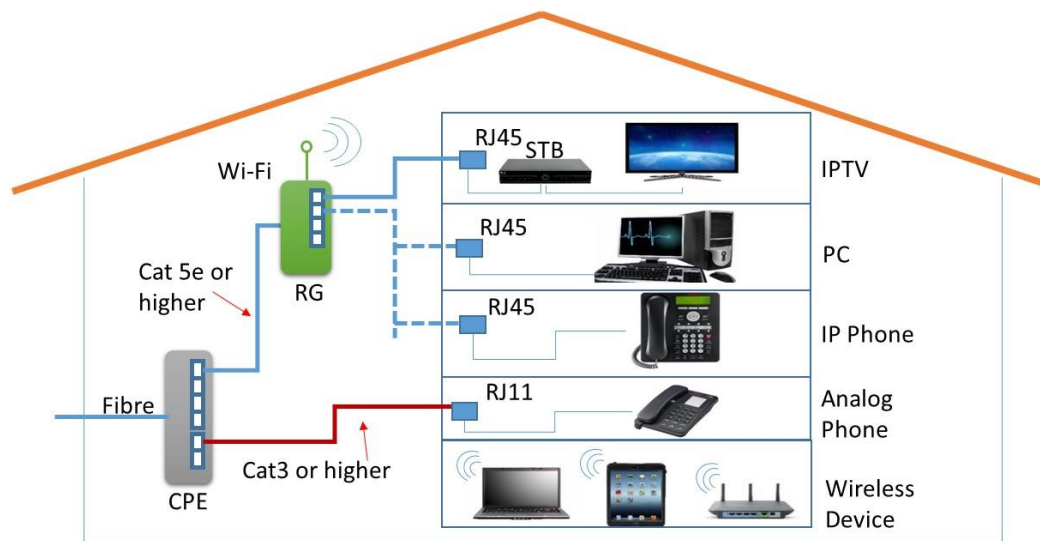 RJ45
STB
IPTV
Wi-Fi
RJ45
PC
RG
Cat 5e or
higher
RJ45
IP Phone
Fibre
RJ11
Analog
Phone
Cat3 or higher
CPE
Wireless
Device